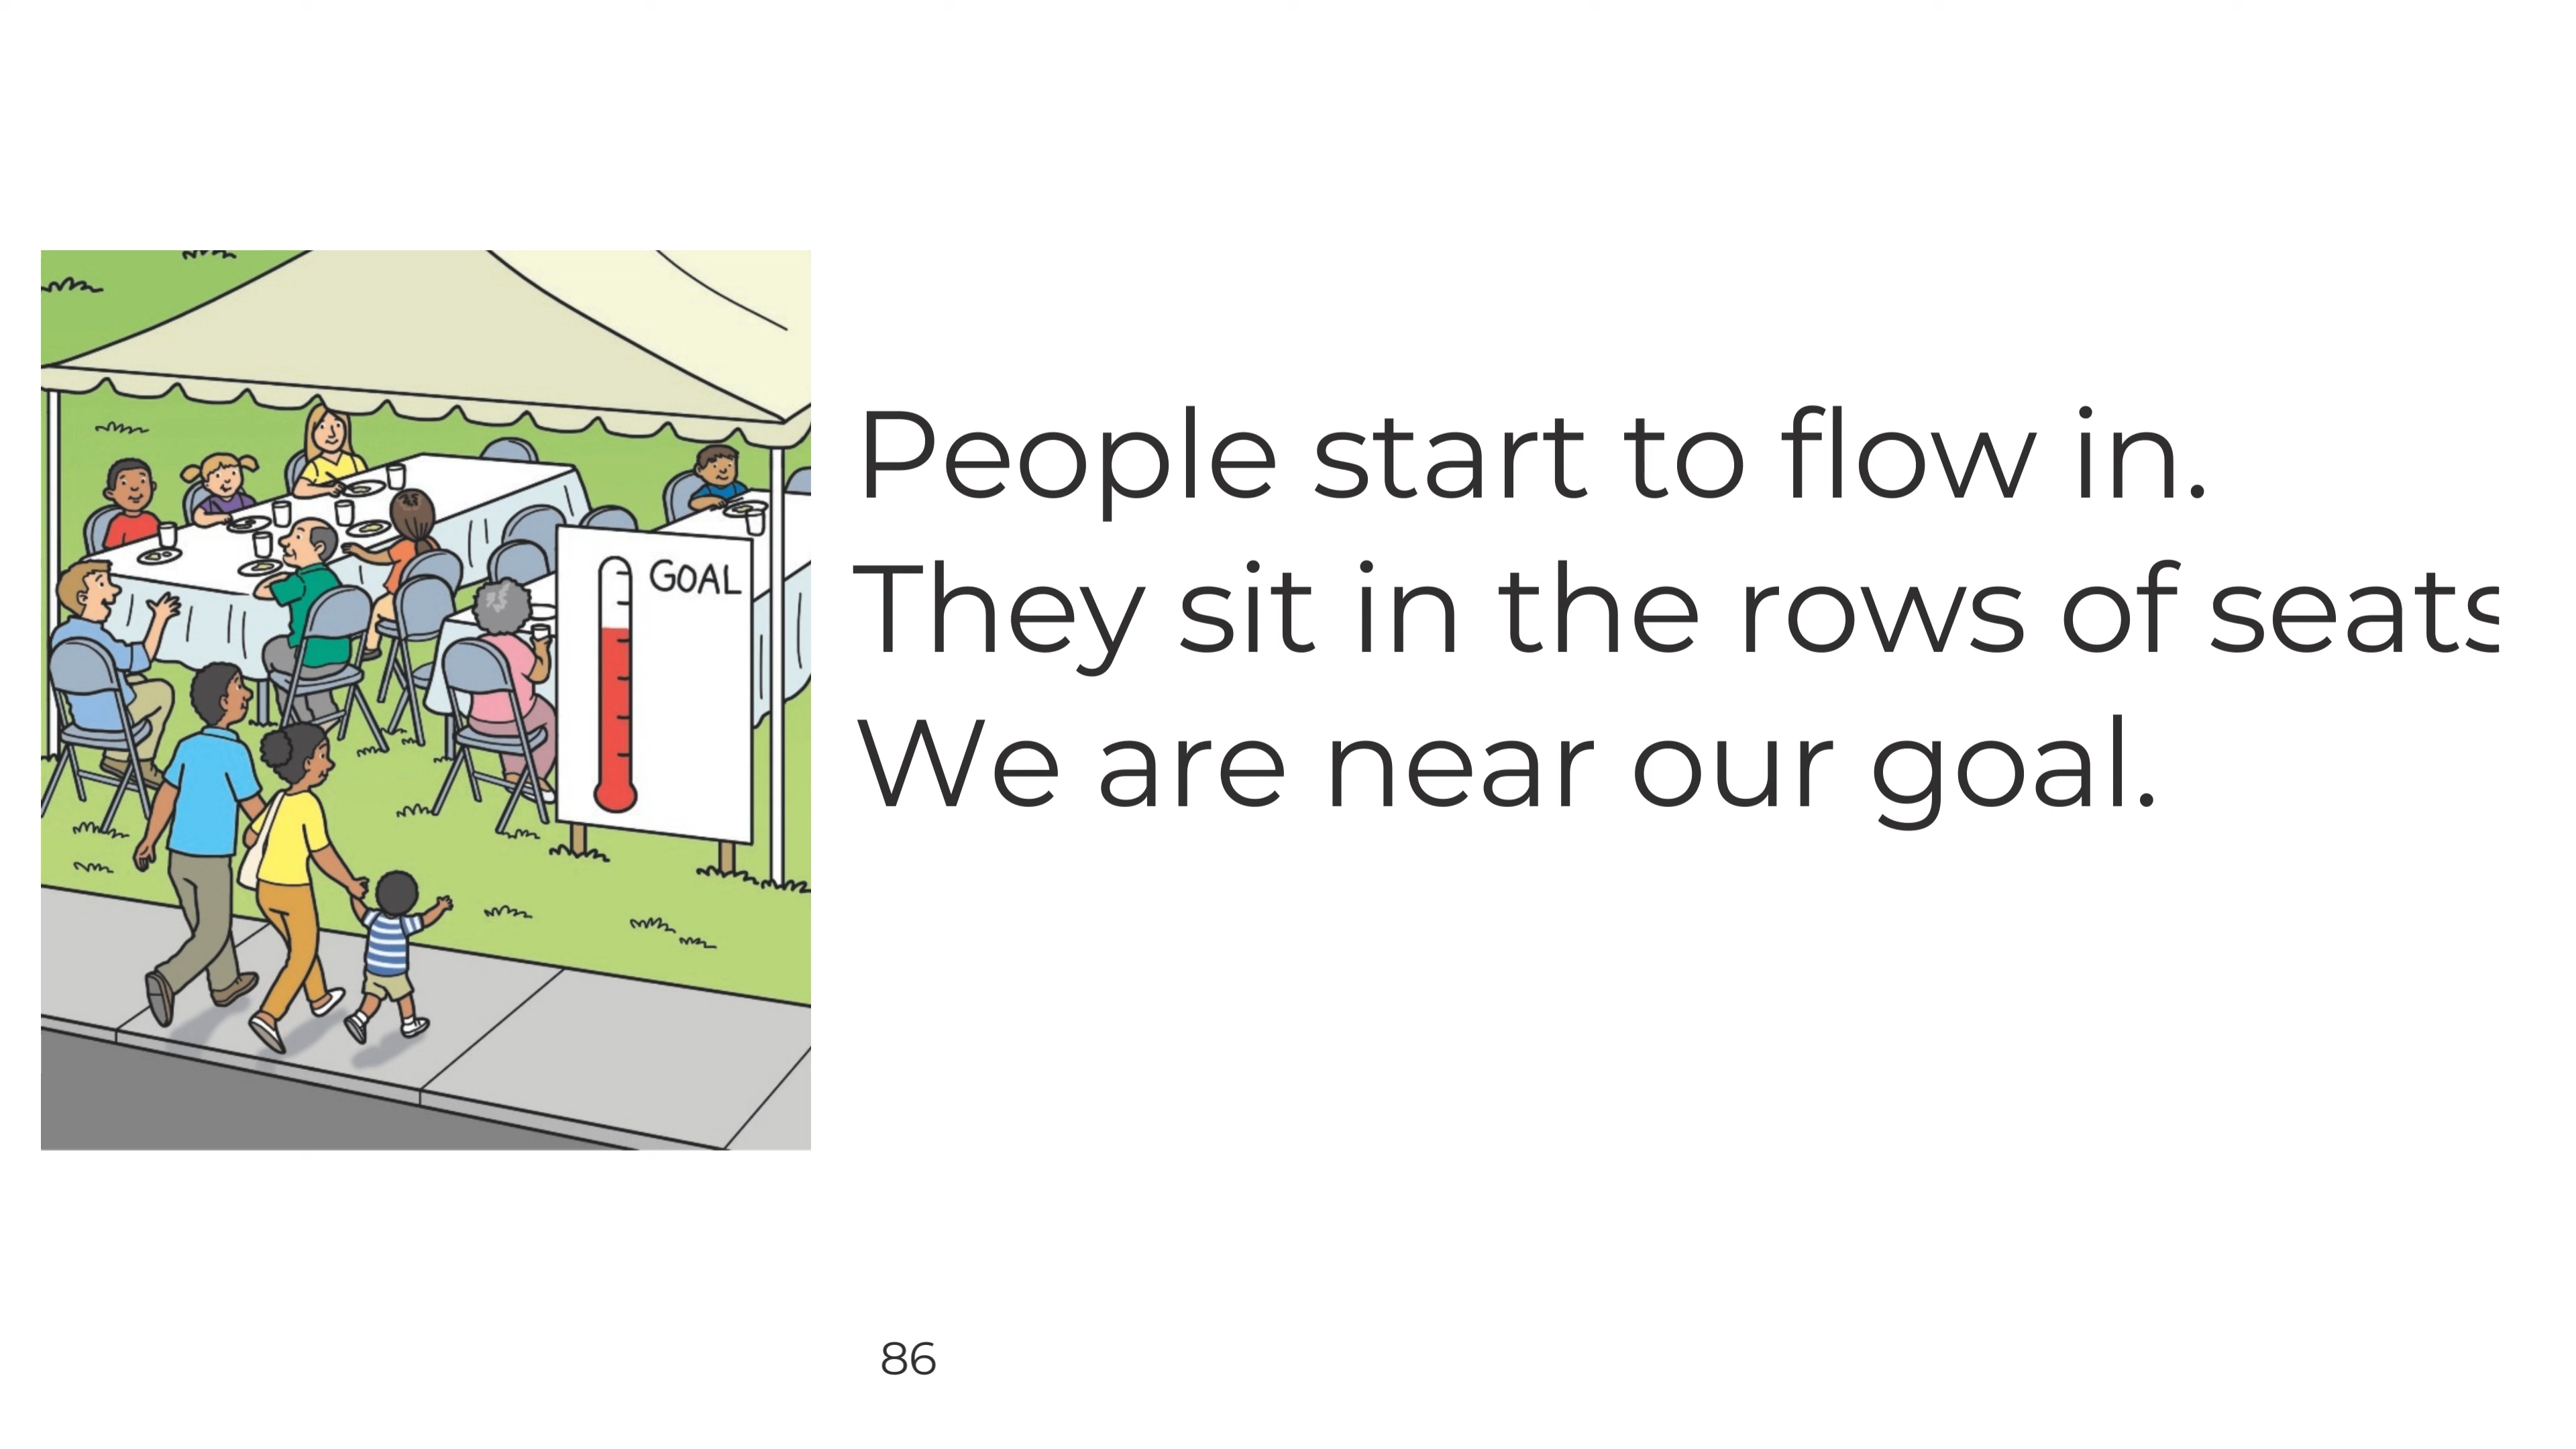 GOAL
People start to flow in.
They sit in the rows of seats
We are near our goal.
86